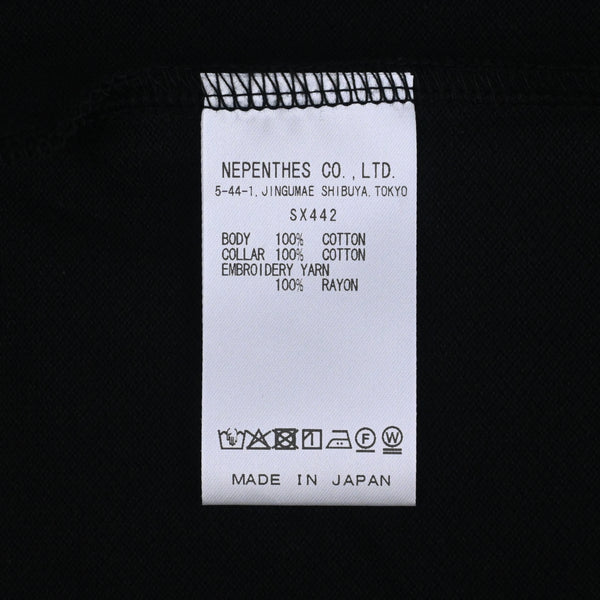 NEPENTHES CO., LTD.
5-44-1, JINGUMAE SHIBUYA, TOKYO
SX442
BODY 100% COTTON
COLLAR 100% COTTON
EMBROIDERY YARN
100% RAYON
F W
MADE IN JAPAN